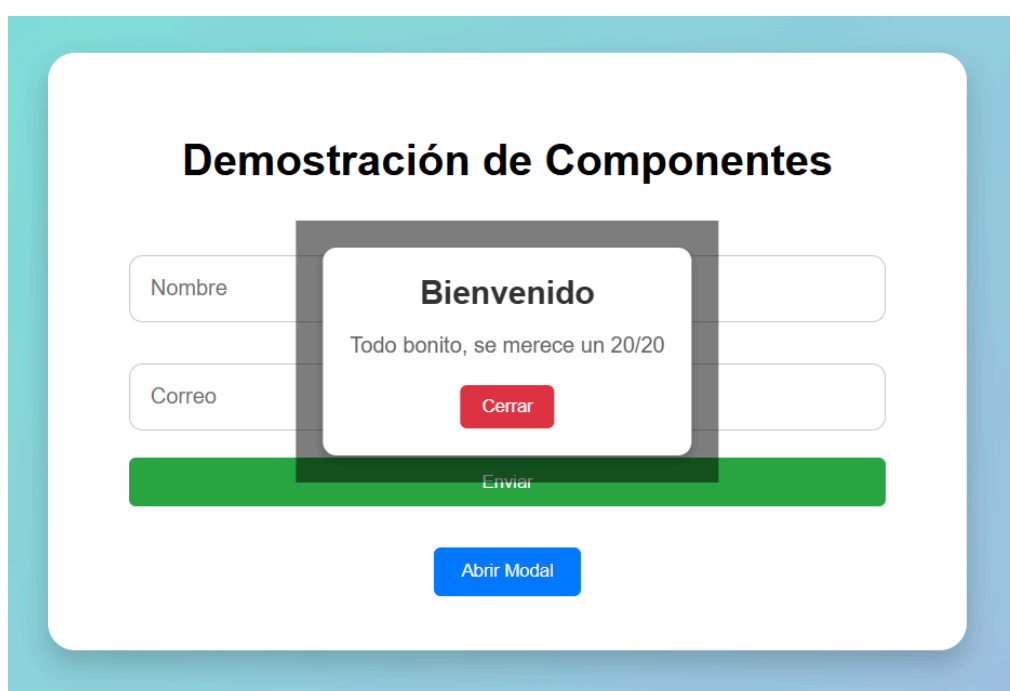 Demostración de Componentes
Nombre
Bienvenido
Todo bonito, se merece un 20/20
Correo
Cerrar
Enviar
Abrir Modal